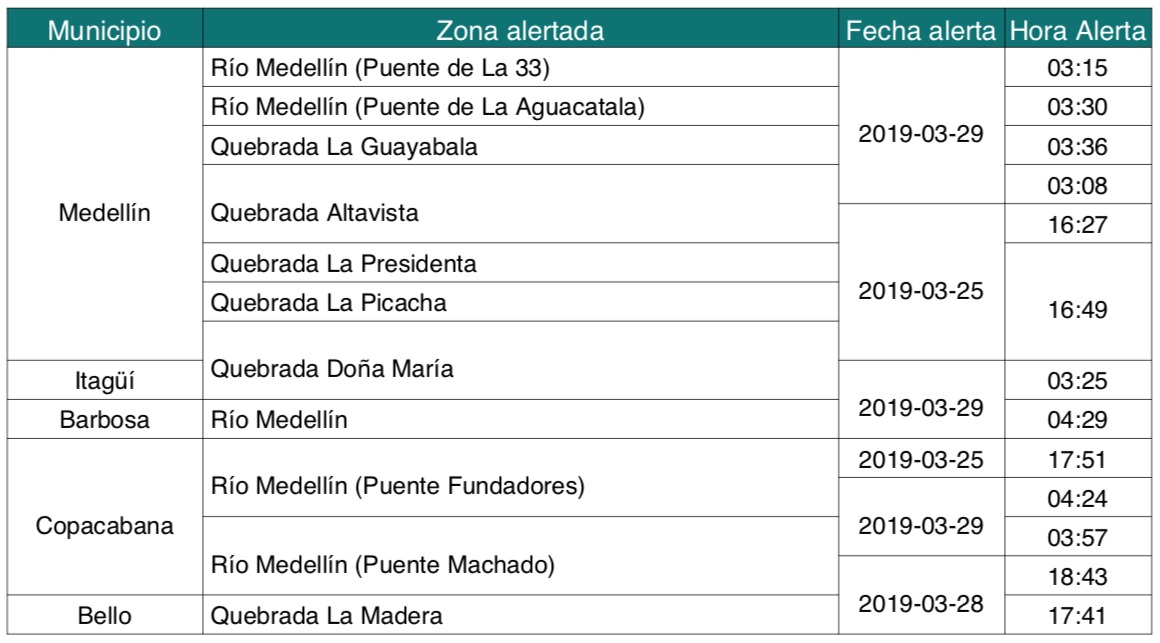 Municipio Zona alertada Fecha alerta Hora Alerta
Río Medellín (Puente de La 33) 03:15
Río Medellín (Puente de La Aguacatala) 03:30
2019-03-29
Quebrada La Guayabala 03:36
03:08
Medellín Quebrada Altavista
16:27
Quebrada La Presidenta
2019-03-25
Quebrada La Picacha 16:49
Quebrada Doña María
Itagüí 03:25
2019-03-29
Barbosa Río Medellín 04:29
2019-03-25 17:51
Río Medellín (Puente Fundadores)
04:24
Copacabana 2019-03-29
03:57
Río Medellín (Puente Machado)
18:43
2019-03-28
Bello Quebrada La Madera 17:41